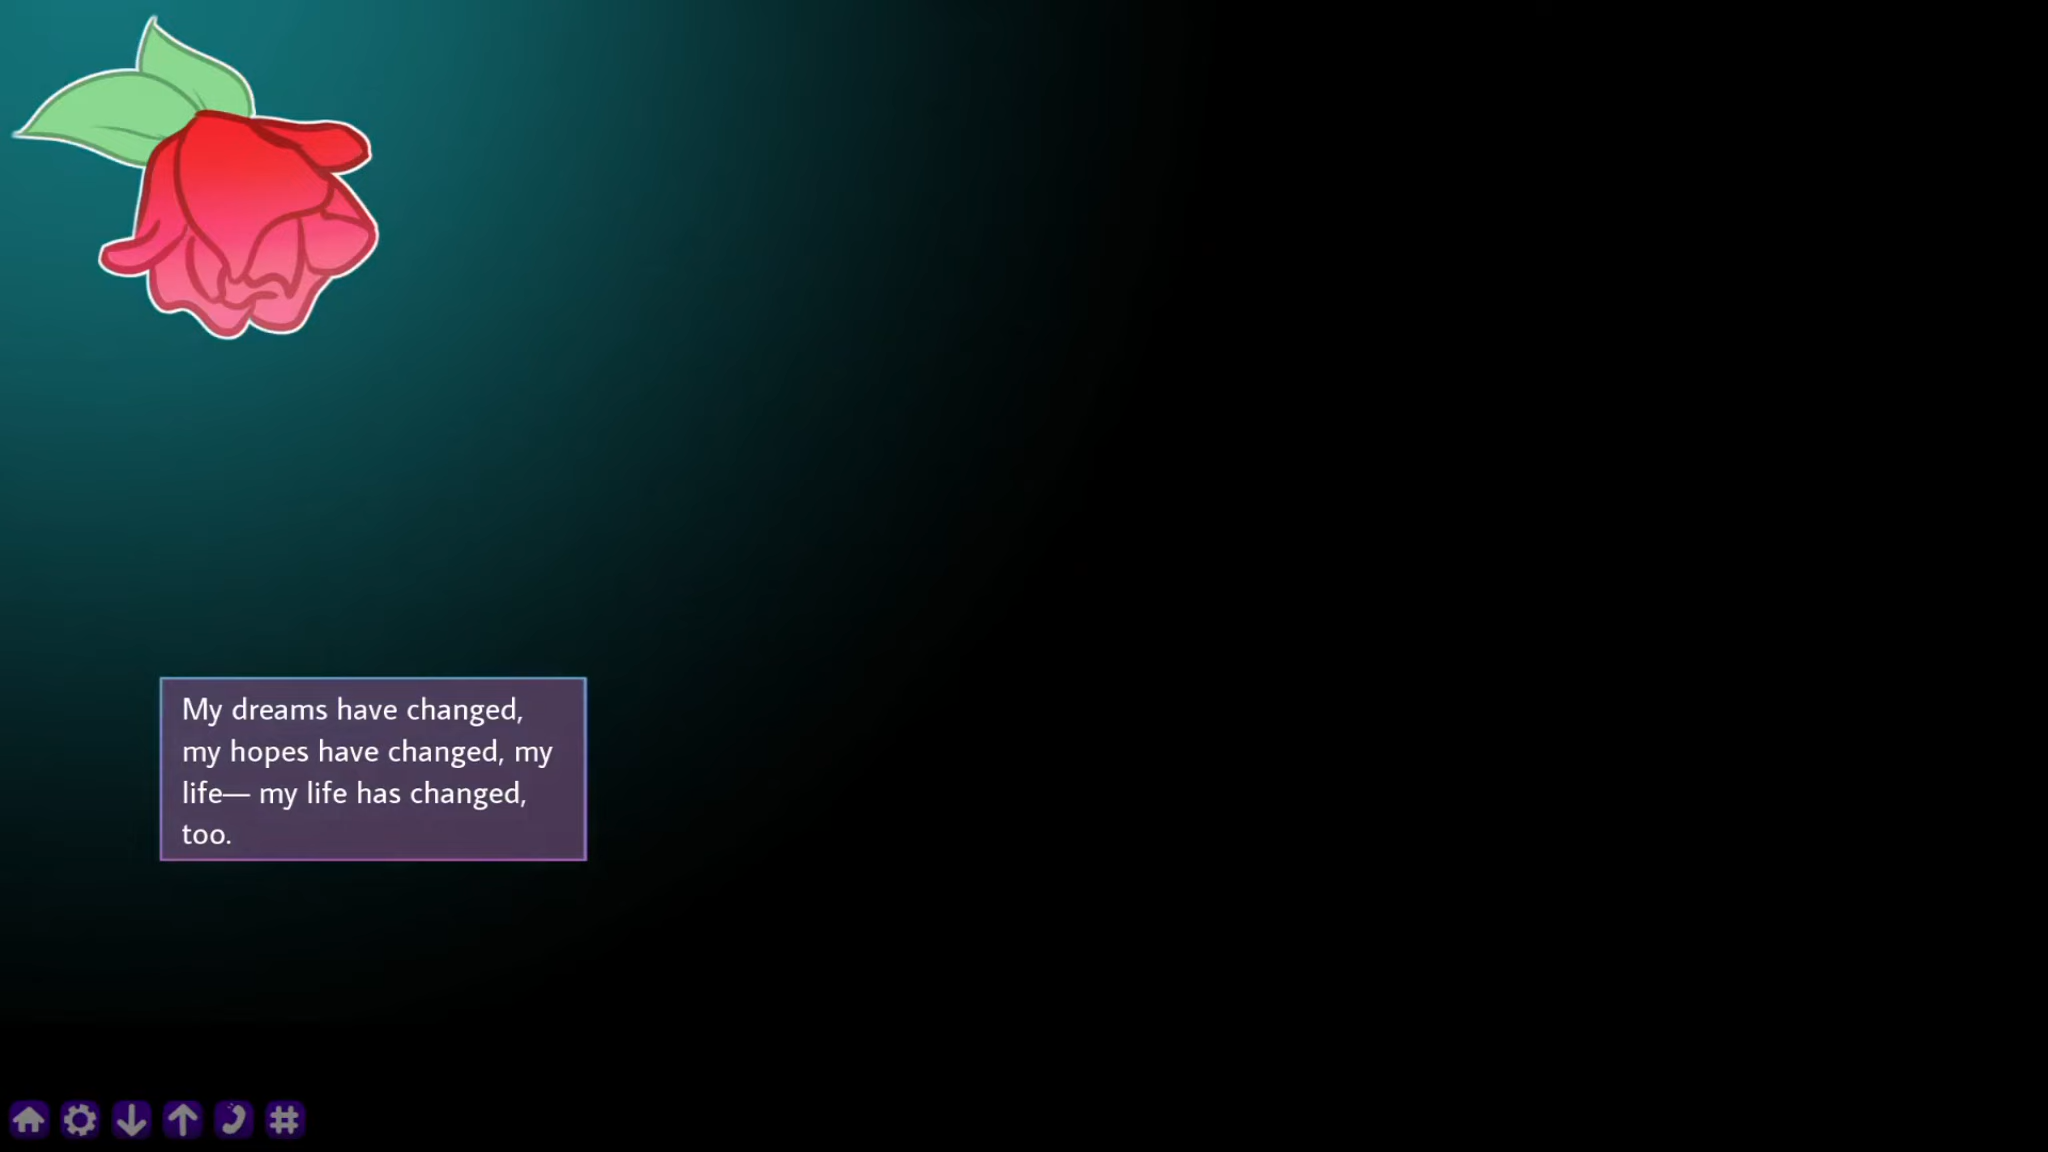 My dreams have changed,
my hopes have changed, my
life— my life has changed,
too.